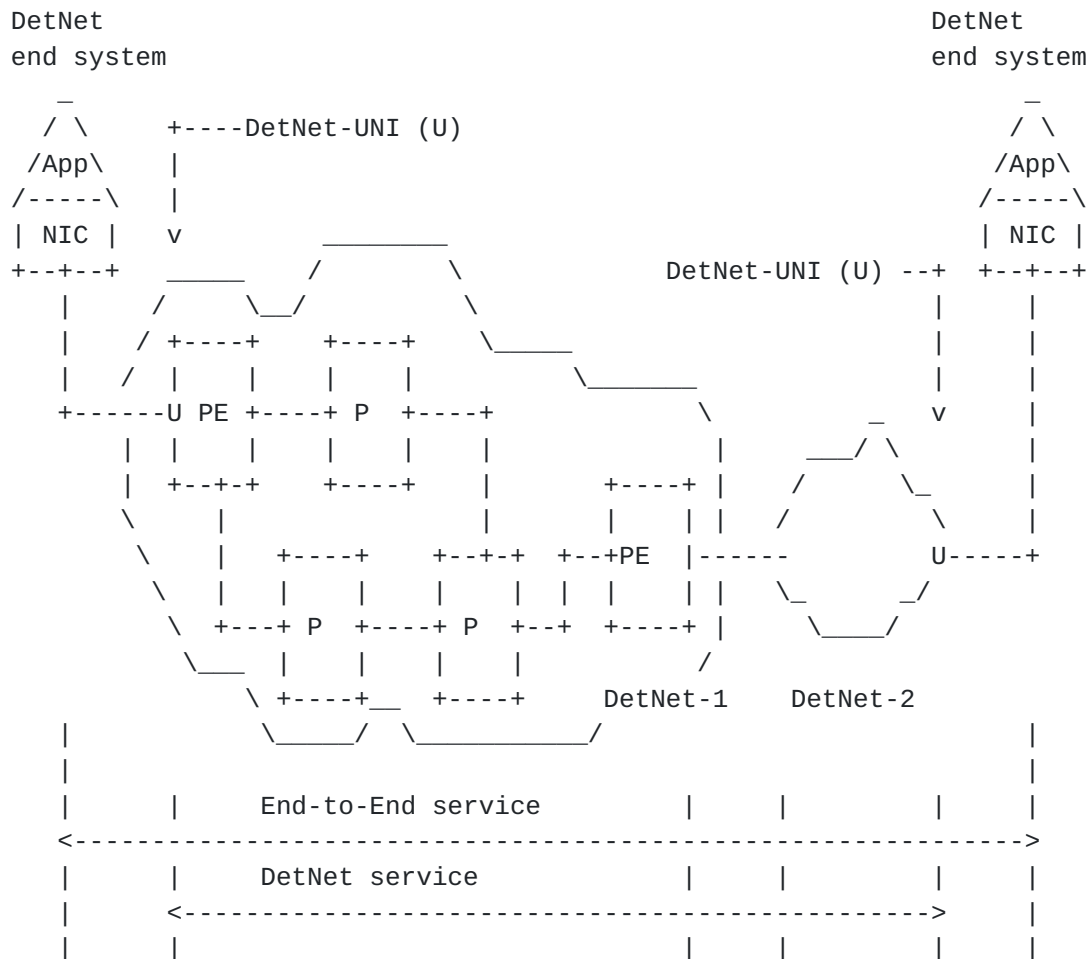 DetNet DetNet
end system end system
+----DetNet-UNI (U)
/App\ /App\
| NIC | v | NIC |
DetNet-UNI (U) --+
U PE P
v
PE U
P P
DetNet-1 DetNet-2
End-to-End service
DetNet service